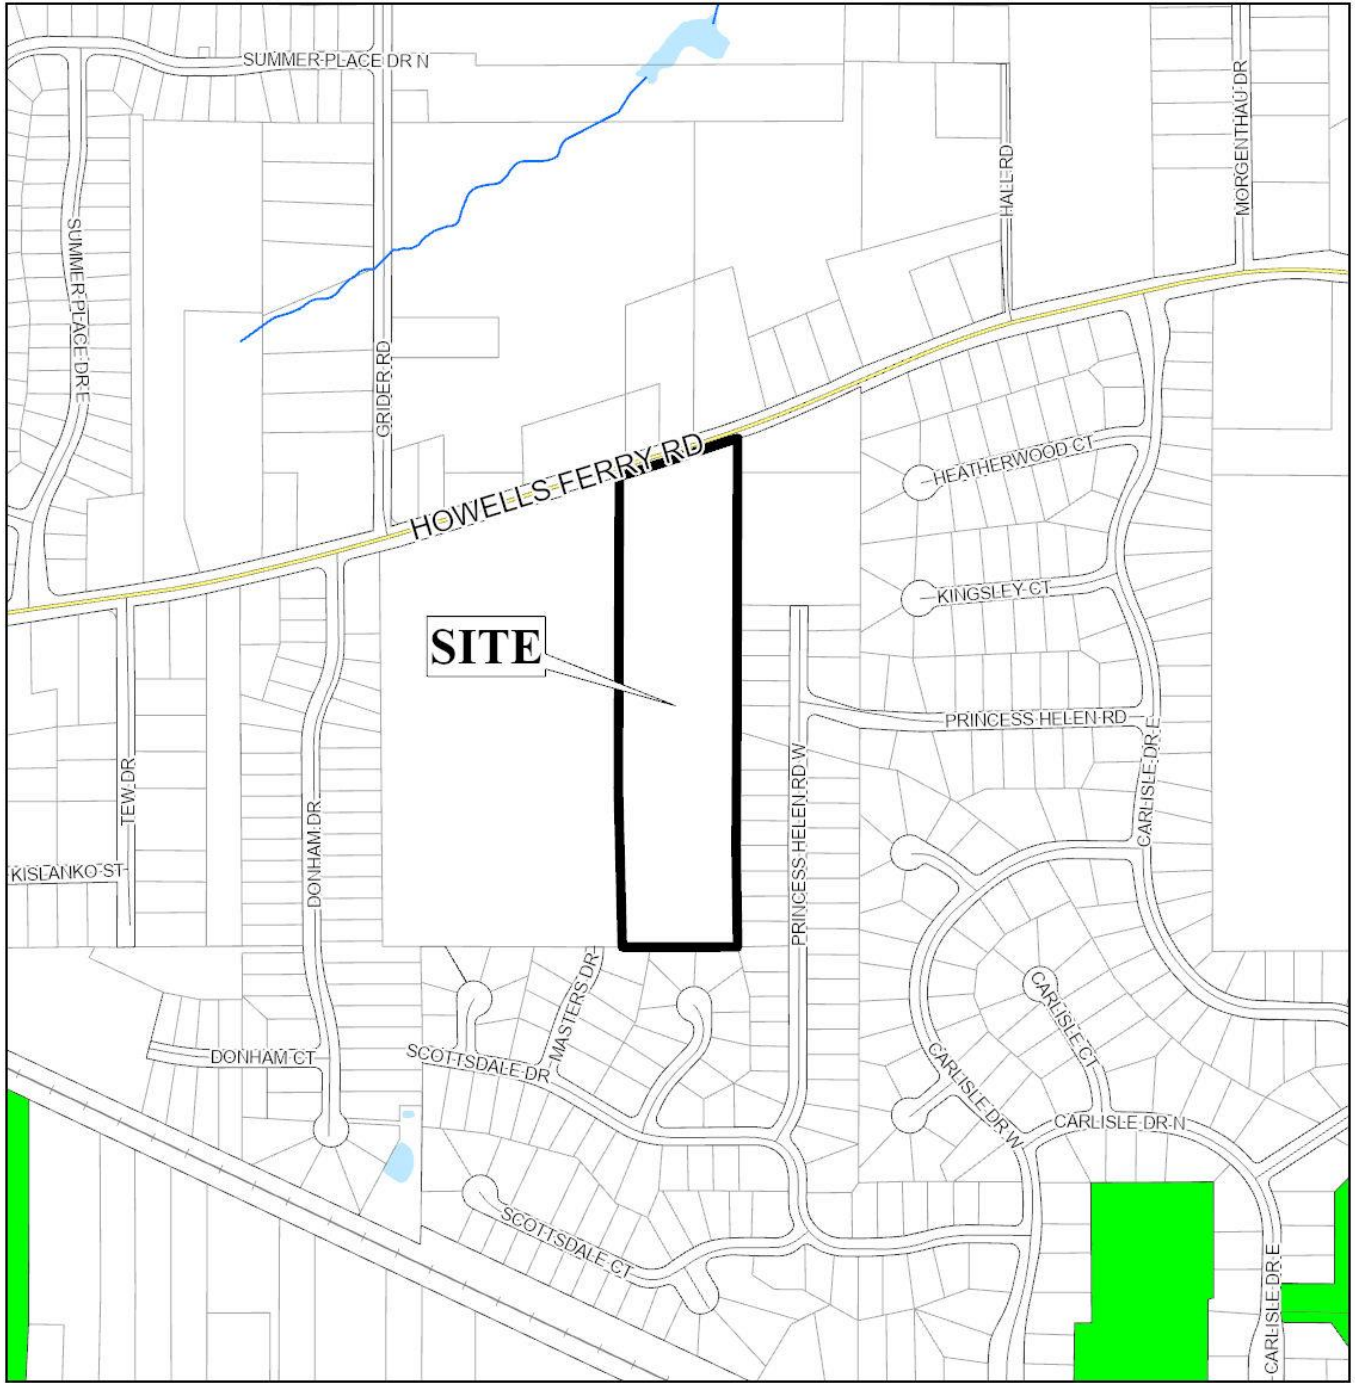 SUMMER PLACE DR N
MORGENTHAU DR
HALL RD
SUMMER PLACE DR E
GRIDER RD
HOWELLS FERRY RD
HEATHERWOOD CT
KINGSLEY CT
SITE
PRINCESS HELEN RD
CARLISLE DR E
TEW DR
PRINCESS HELEN RD W
DONHAM DR
KISLANKO ST
MASTERS DR
CARLISLE CT
DONHAM CT
SCOTTSDALE DR
CARLISLE DR W
CARLISLE DR N
SCOTTSDALE CT
CARLISLE DR E